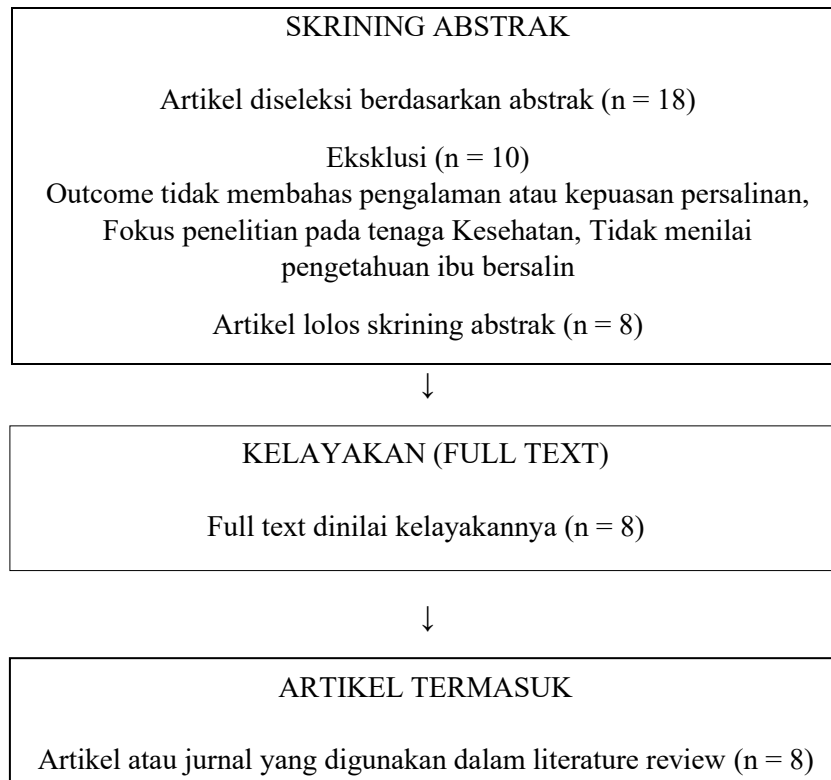 SKRINING ABSTRAK
Artikel diseleksi berdasarkan abstrak (n = 18)
Eksklusi (n = 10)
Outcome tidak membahas pengalaman atau kepuasan persalinan,
Fokus penelitian pada tenaga Kesehatan, Tidak menilai
pengetahuan ibu bersalin
Artikel lolos skrining abstrak (n = 8)
↓
KELAYAKAN (FULL TEXT)
Full text dinilai kelayakannya (n = 8)
↓
ARTIKEL TERMASUK
Artikel atau jurnal yang digunakan dalam literature review (n = 8)